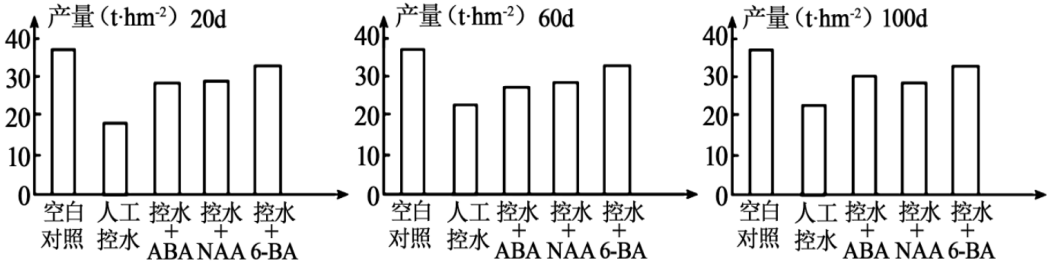 产量（t·hm-2）20d
40
30
20
10
0
空白对照
人工控水
控水+ABA
控水+NAA
控水+6-BA
产量（t·hm-2）60d
40
30
20
10
0
空白对照
人工控水
控水+ABA
控水+NAA
控水+6-BA
产量（t·hm-2）100d
40
30
20
10
0
空白对照
人工控水
控水+ABA
控水+NAA
控水+6-BA